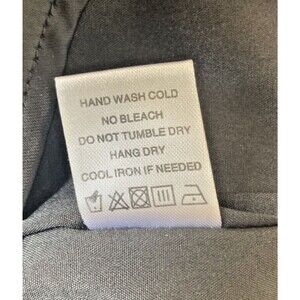 HAND WASH COLD
NO BLEACH
DO NOT TUMBLE DRY
HANG DRY
COOL IRON IF NEEDED